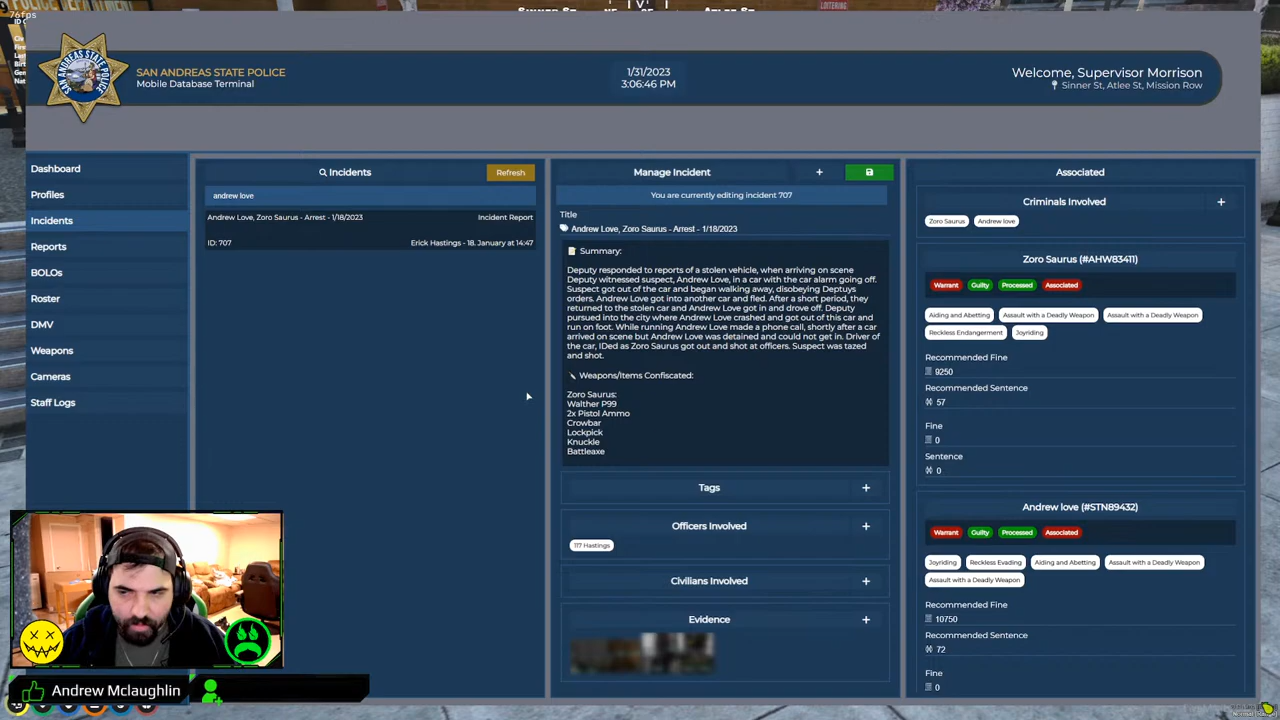 76fps
SAN ANDREAS STATE POLICE
Mobile Database Terminal
1/31/2023
3:06:46 PM
Welcome, Supervisor Morrison
Sinner St, Atlee St, Mission Row
Dashboard
Profiles
Incidents
Reports
BOLOs
Roster
DMV
Weapons
Cameras
Staff Logs
Incidents
Refresh
andrew love
Andrew Love, Zoro Saurus - Arrest - 1/18/2023
Incident Report
ID: 707
Erick Hastings - 18. January at 14:47
Manage Incident
+
You are currently editing incident 707
Title
Andrew Love, Zoro Saurus - Arrest - 1/18/2023
Summary:
Deputy responded to reports of a stolen vehicle, when arriving on scene
Deputy witnessed suspect, Andrew Love, in a car with the car alarm going off.
Suspect got out of the car and began walking away, disobeying Deptuys
orders. Andrew Love got into another car and fled. After a short period, they
returned to the stolen car and Andrew Love got in and drove off. Deputy
pursued into the city where Andrew Love crashed and got out of this car and
run on foot. While running Andrew Love made a phone call, shortly after a car
arrived on scene but Andrew Love was detained and could not get in. Driver of
the car, IDed as Zoro Saurus got out and shot at officers. Suspect was tazed
and shot.
Weapons/Items Confiscated:
Zoro Saurus:
Walther P99
2x Pistol Ammo
Crowbar
Lockpick
Knuckle
Battleaxe
Tags +
Officers Involved +
117 Hastings
Civilians Involved +
Evidence +
Associated
Criminals Involved +
Zoro Saurus Andrew love
Zoro Saurus (#AHW83411)
Warrant Guilty Processed Associated
Aiding and Abetting Assault with a Deadly Weapon Assault with a Deadly Weapon
Reckless Endangerment Joyriding
Recommended Fine
9250
Recommended Sentence
57
Fine
0
Sentence
0
Andrew love (#STN89432)
Warrant Guilty Processed Associated
Joyriding Reckless Evading Aiding and Abetting Assault with a Deadly Weapon
Assault with a Deadly Weapon
Recommended Fine
10750
Recommended Sentence
72
Fine
0
Andrew Mclaughlin